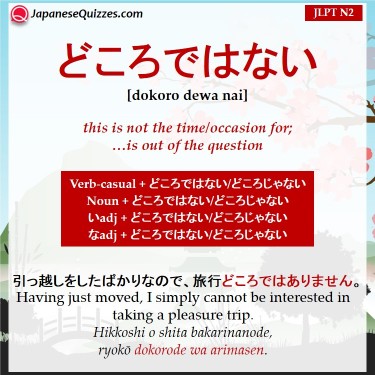 Q JapaneseQuizzes.com
JLPT N2
どころではない
[dokoro dewa nai]
this is not the time/occasion for;
…is out of the question
Verb-casual + どころではない/どころじゃない
Noun + どころではない/どころじゃない
いadj + どころではない/どころじゃない
なadj + どころではない/どころじゃない
引っ越しをしたばかりなので、旅行どころではありません。
Having just moved, I simply cannot be interested in
taking a pleasure trip.
Hikkoshi o shita bakarinanode,
ryokō dokorode wa arimasen.